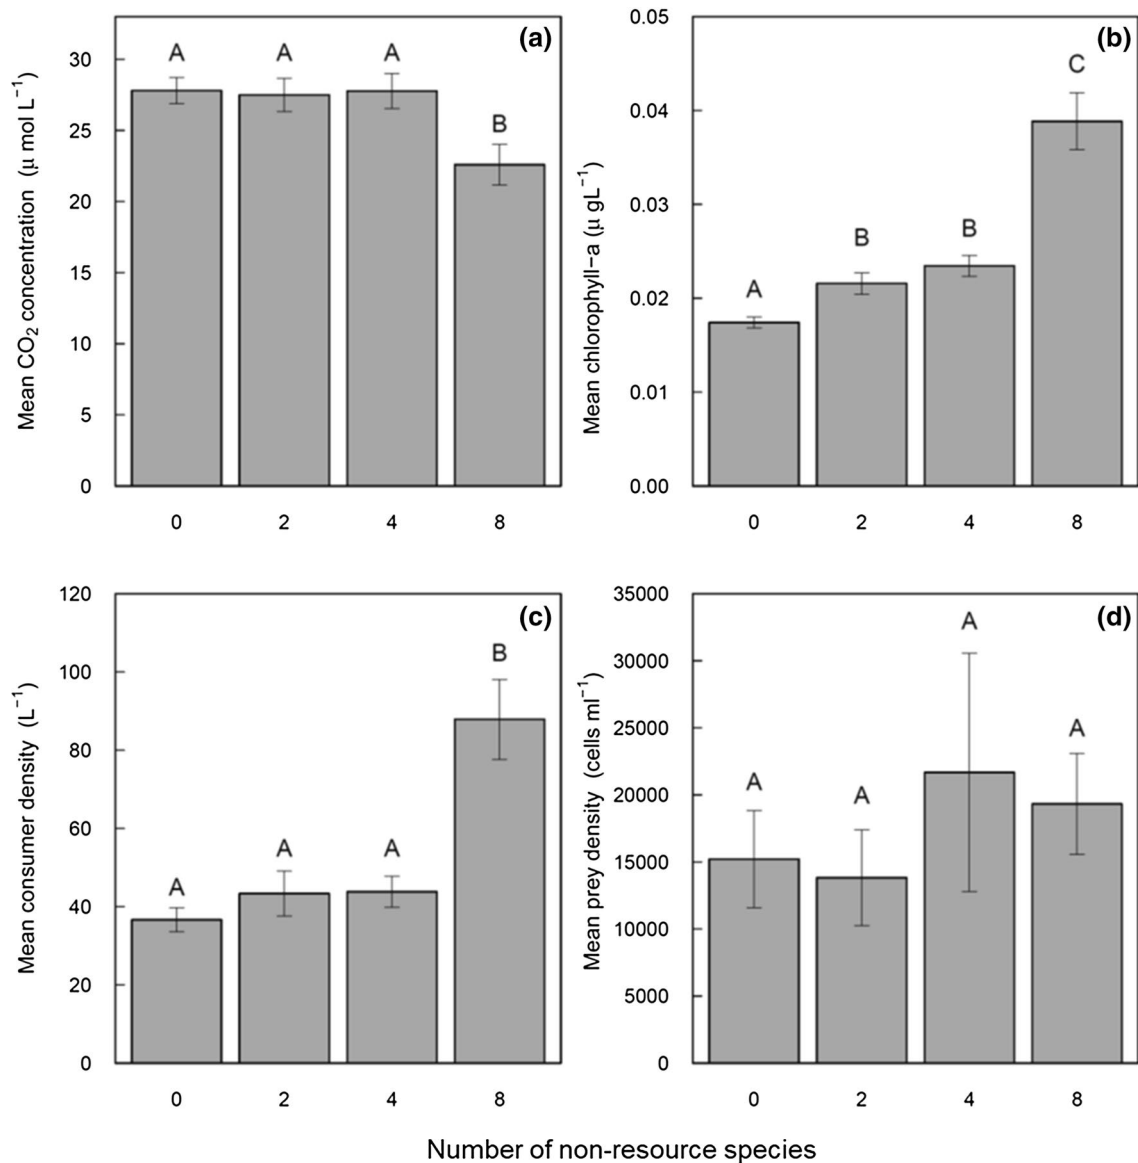 (a)
Mean CO₂ concentration (μ mol L⁻¹)
30
25
20
15
10
5
0
A
A
A
B
0 2 4 8
(b)
Mean chlorophyll−a (μ gL⁻¹)
0.05
0.04
0.03
0.02
0.01
0.00
A
B
B
C
0 2 4 8
(c)
Mean consumer density (L⁻¹)
120
100
80
60
40
20
0
A
A
A
B
0 2 4 8
(d)
Mean prey density (cells ml⁻¹)
35000
30000
25000
20000
15000
10000
5000
0
A
A
A
A
0 2 4 8
Number of non-resource species